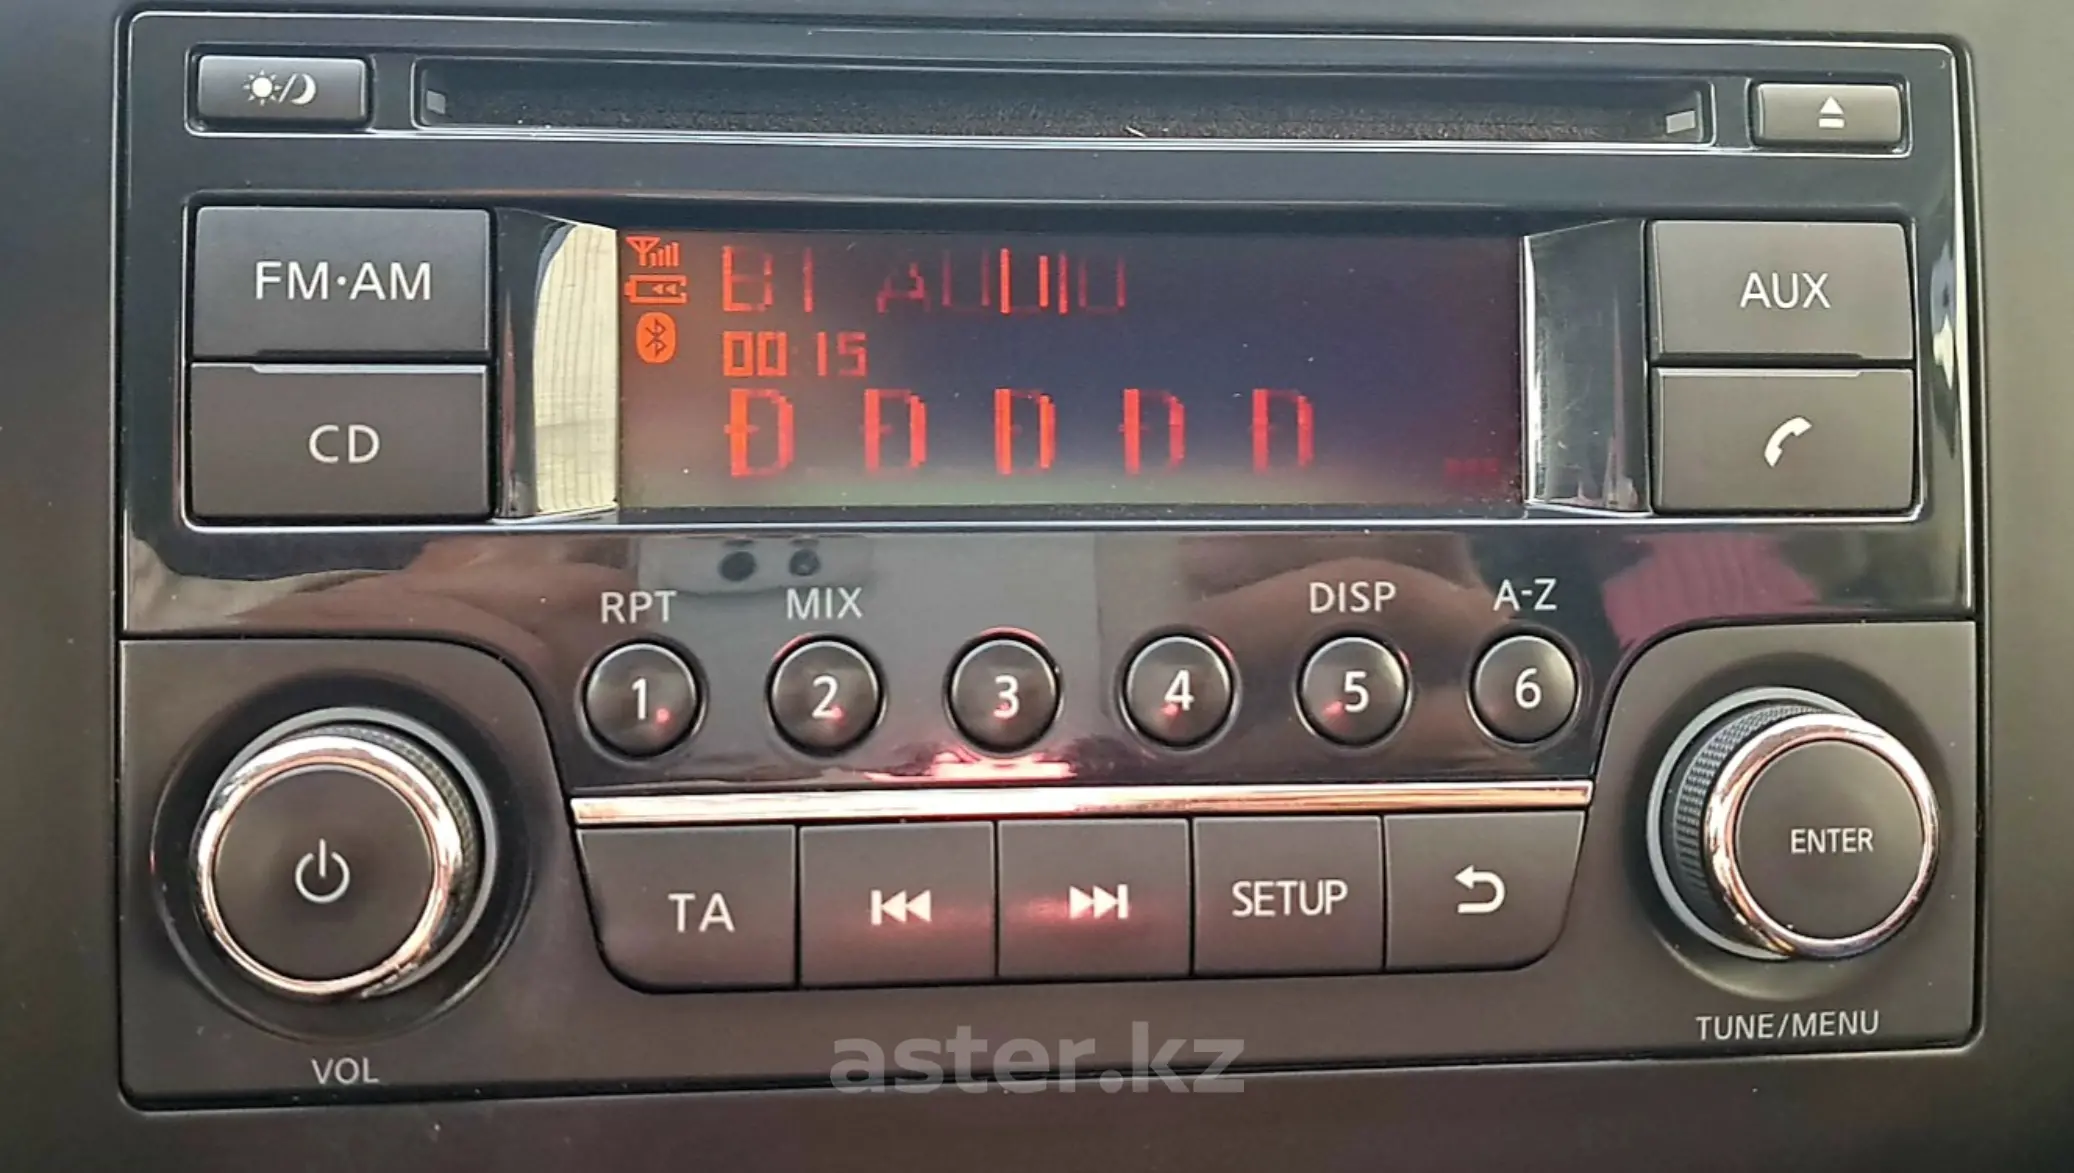 FM·AM
CD
BT AUDIO
00:15
Đ Đ Đ Đ Đ
AUX
RPT
MIX
DISP
A-Z
1
2
3
4
5
6
TA
SETUP
ENTER
VOL
TUNE/MENU
aster.kz